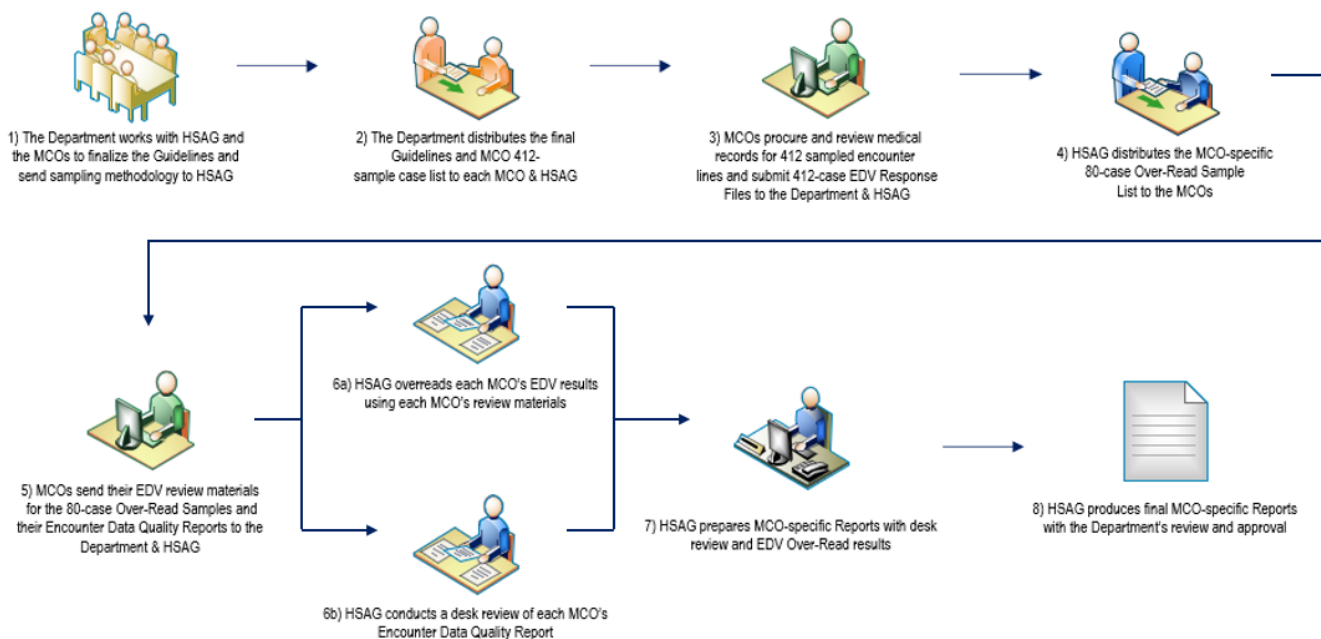 1) The Department works with HSAG and
the MCOs to finalize the Guidelines and
send sampling methodology to HSAG
2) The Department distributes the final
Guidelines and MCO 412-
sample case list to each MCO & HSAG
3) MCOs procure and review medical
records for 412 sampled encounter
lines and submit 412-case EDV Response
Files to the Department & HSAG
4) HSAG distributes the MCO-specific
80-case Over-Read Sample
List to the MCOs
5) MCOs send their EDV review materials
for the 80-case Over-Read Samples and
their Encounter Data Quality Reports to the
Department & HSAG
6a) HSAG overreads each MCO's EDV results
using each MCO's review materials
6b) HSAG conducts a desk review of each MCO's
Encounter Data Quality Report
7) HSAG prepares MCO-specific Reports with desk
review and EDV Over-Read results
8) HSAG produces final MCO-specific Reports
with the Department's review and approval